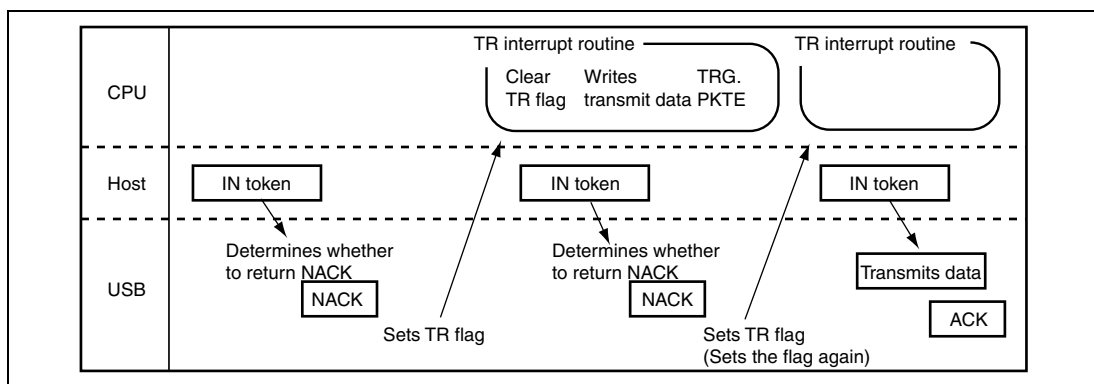 TR interrupt routine
TR interrupt routine
CPU
Clear Writes TRG.
TR flag transmit data PKTE
Host
IN token
IN token
IN token
USB
Determines whether
to return NACK
NACK
Sets TR flag
Determines whether
to return NACK
NACK
Sets TR flag
(Sets the flag again)
Transmits data
ACK